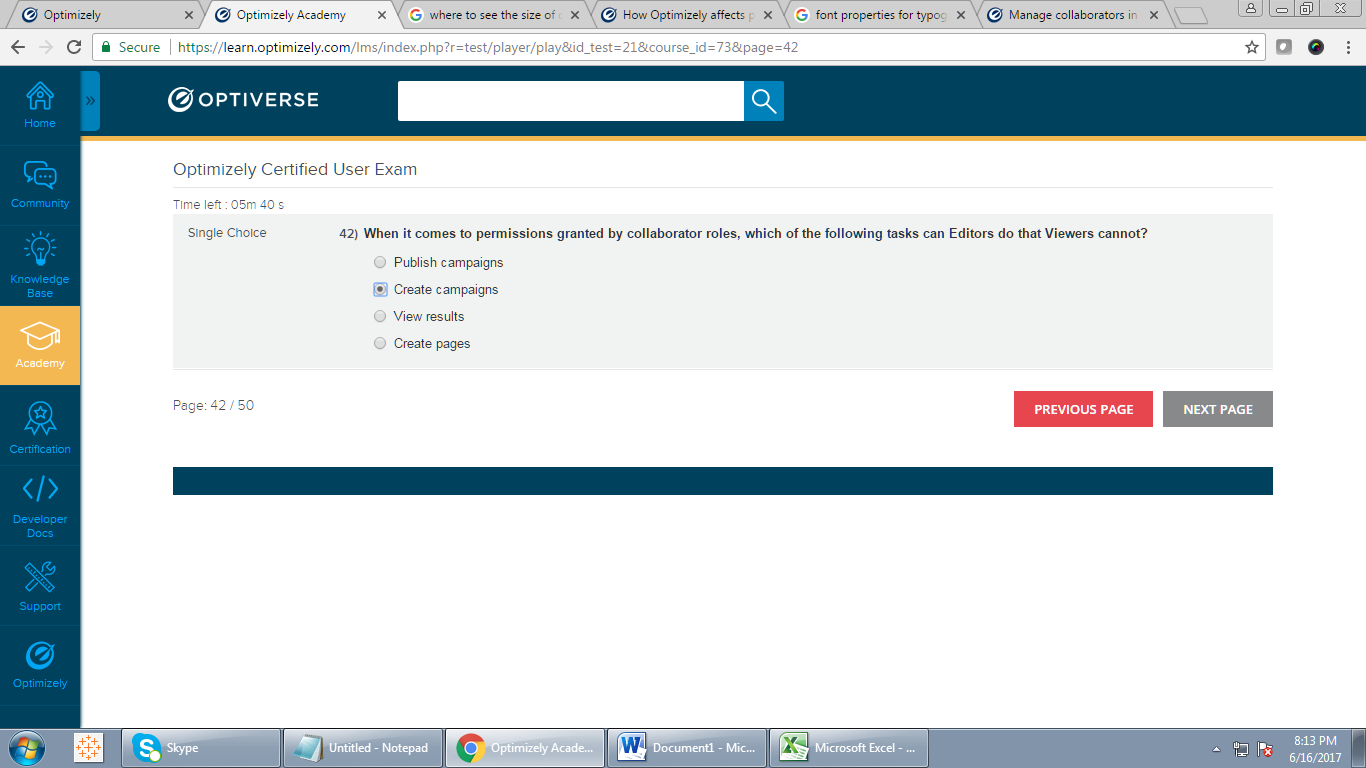 Optimizely
Optimizely Academy
where to see the size of
How Optimizely affects
font properties for typog
Manage collaborators in
Secure
https://learn.optimizely.com/lms/index.php?r=test/player/play&id_test=21&course_id=73&page=42
Home
»
OPTIVERSE
Community
Knowledge
Base
Academy
Certification
Developer
Docs
Support
Optimizely
Optimizely Certified User Exam
Time left : 05m 40 s
Single Choice
42) When it comes to permissions granted by collaborator roles, which of the following tasks can Editors do that Viewers cannot?
Publish campaigns
Create campaigns
View results
Create pages
Page: 42 / 50
PREVIOUS PAGE
NEXT PAGE
Skype
Untitled - Notepad
Optimizely Acade...
Document1 - Mic...
Microsoft Excel - ...
8:13 PM
6/16/2017